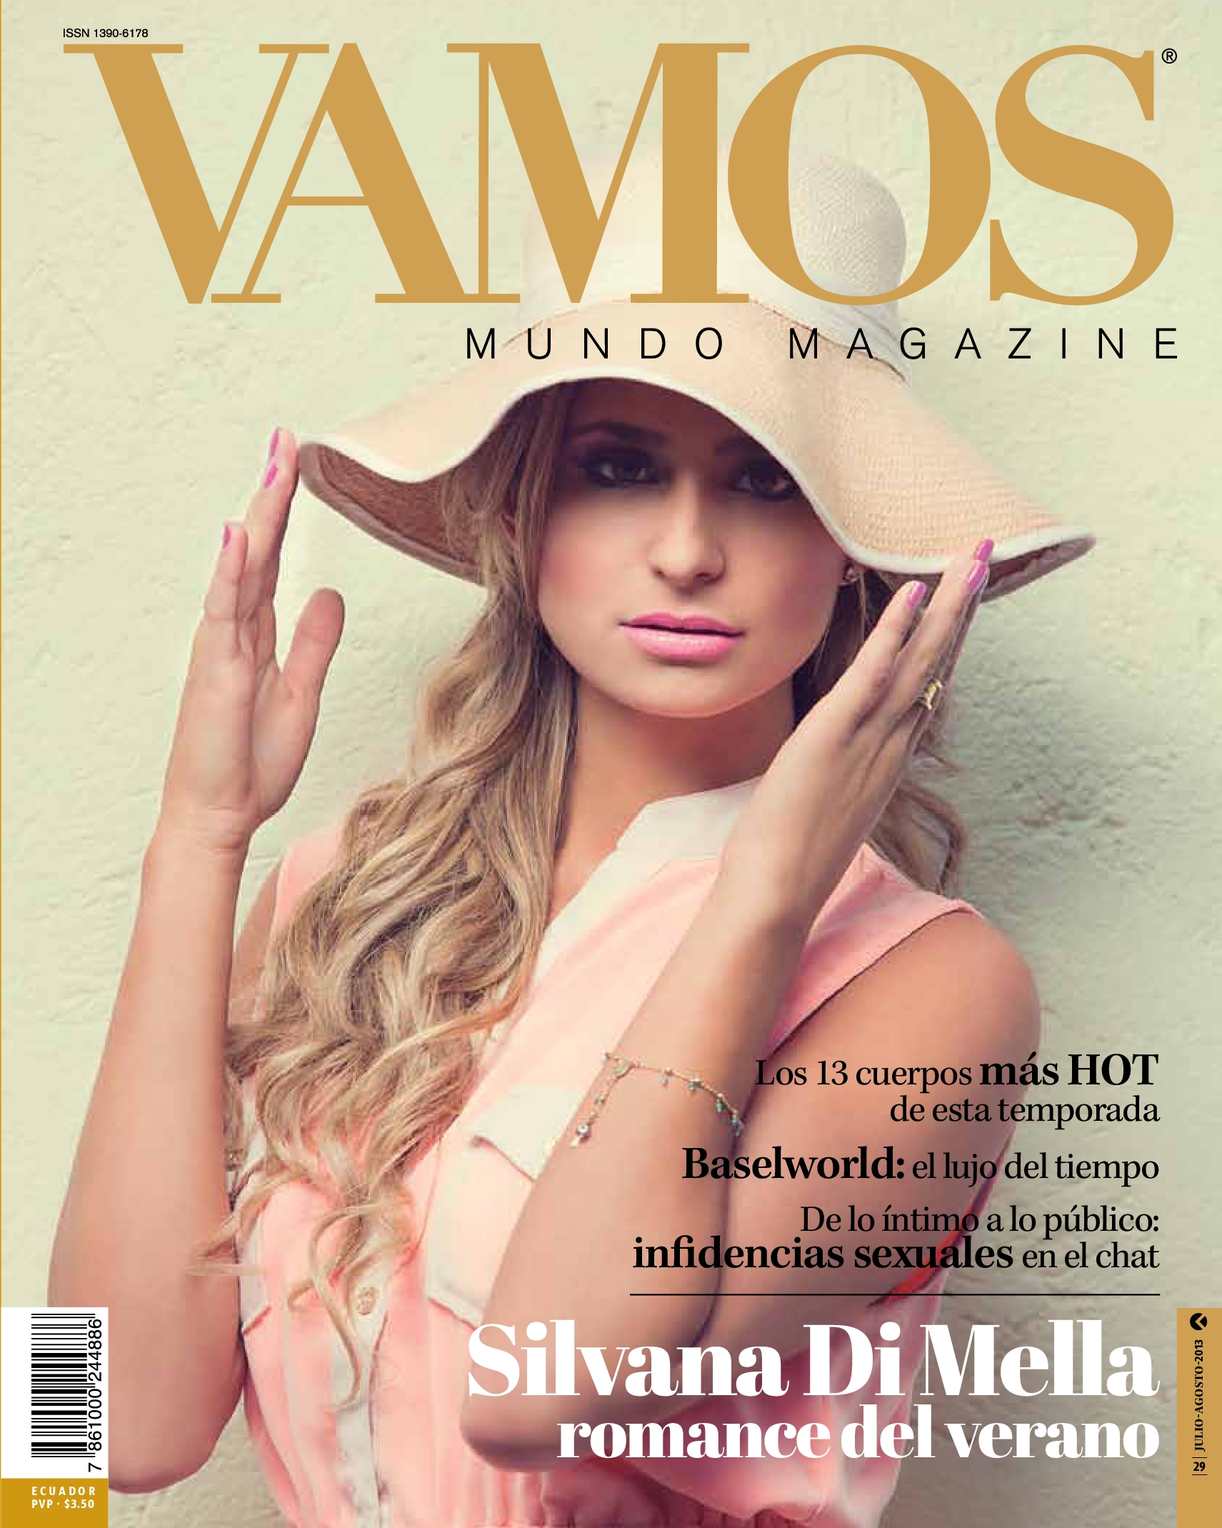 ISSN 1390-6178
VAMOS®
MUNDO MAGAZINE
Los 13 cuerpos más HOT
de esta temporada
Baselworld: el lujo del tiempo
De lo íntimo a lo público:
infidencias sexuales en el chat
Silvana Di Mella
romance del verano
7 861000 244886
ECUADOR
PVP · $3.50
29 | JULIO-AGOSTO-2013